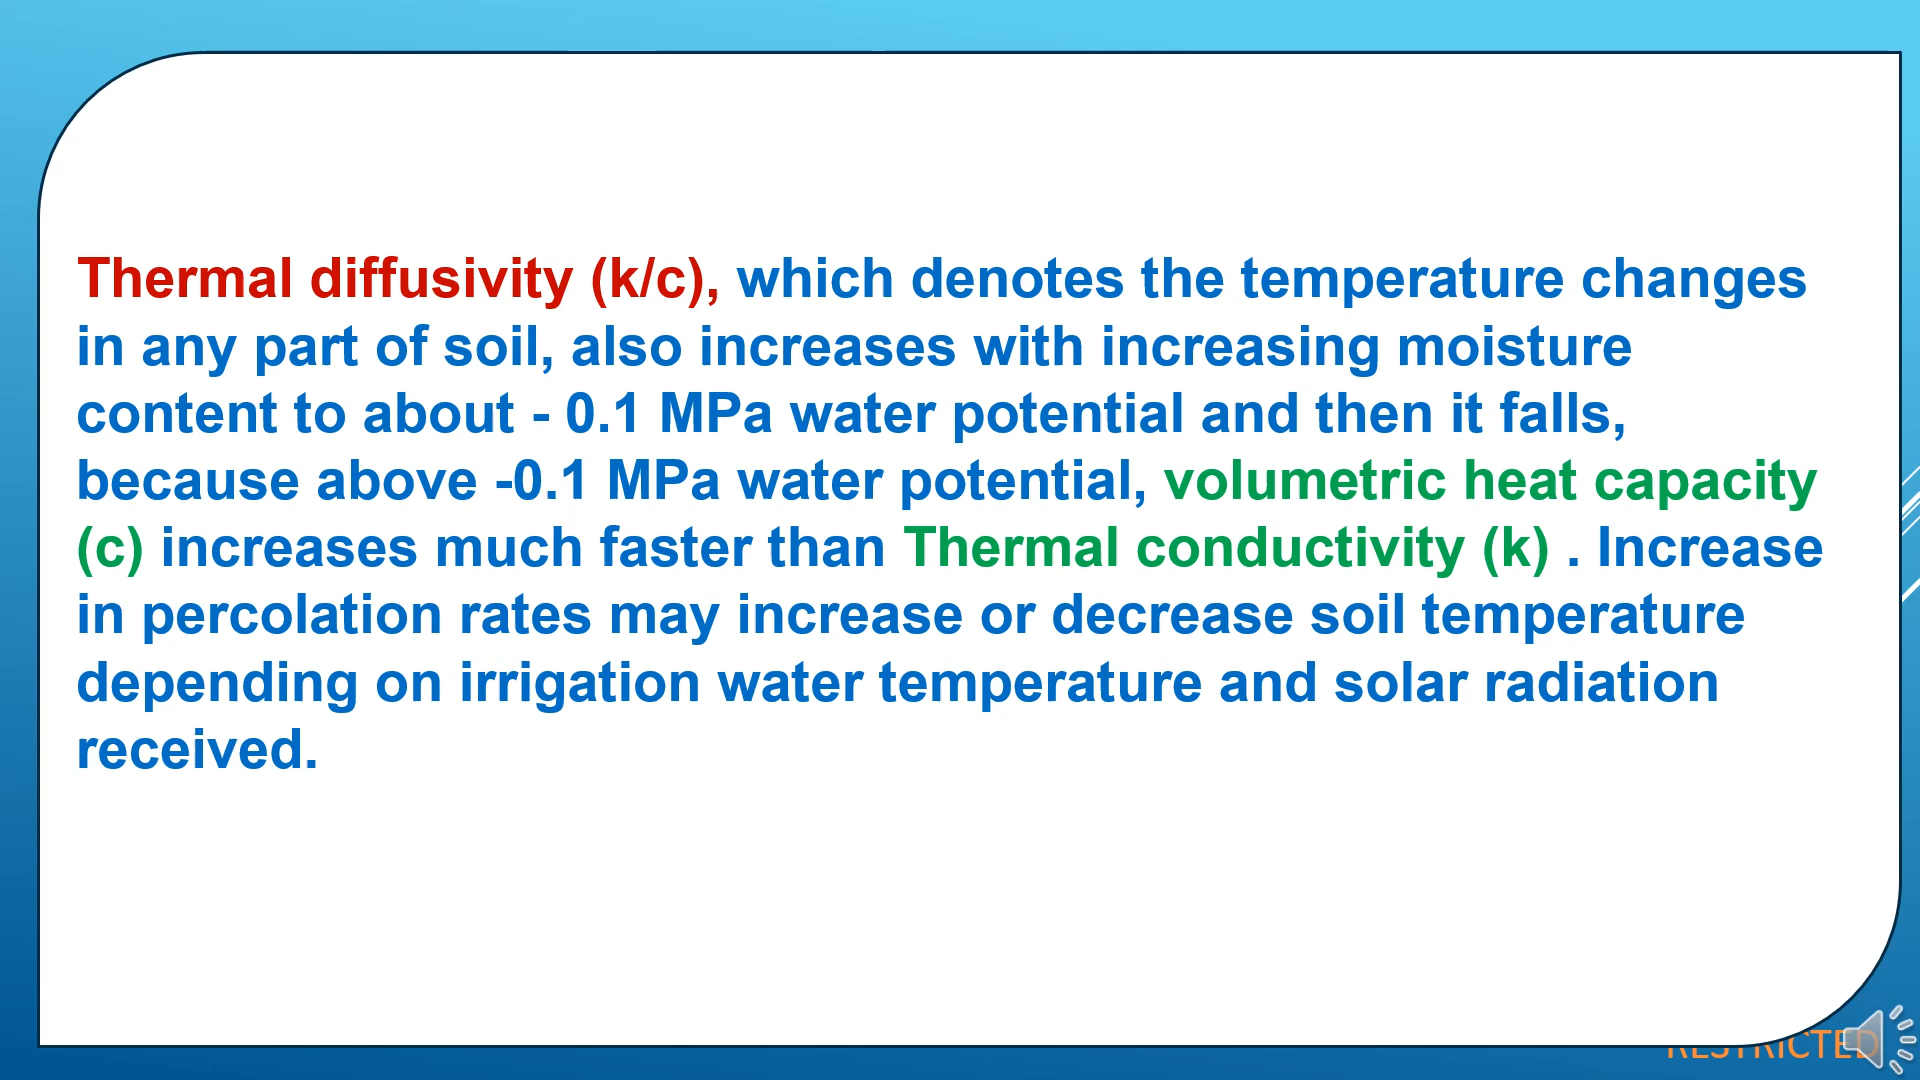 Thermal diffusivity (k/c), which denotes the temperature changes
in any part of soil, also increases with increasing moisture
content to about - 0.1 MPa water potential and then it falls,
because above -0.1 MPa water potential, volumetric heat capacity
(c) increases much faster than Thermal conductivity (k) . Increase
in percolation rates may increase or decrease soil temperature
depending on irrigation water temperature and solar radiation
received.
RESTRICTED